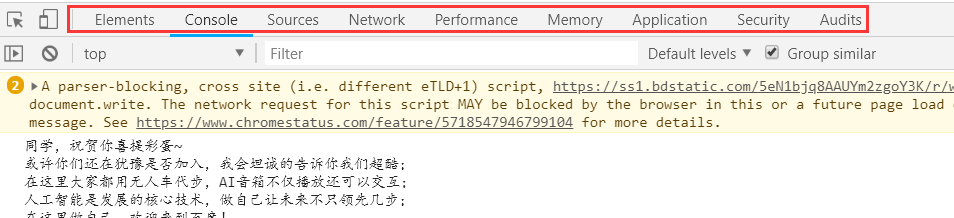 Elements Console Sources Network Performance Memory Application Security Audits
top Filter Default levels Group similar
2 A parser-blocking, cross site (i.e. different eTLD+1) script, https://ss1.bdstatic.com/5eN1bjq8AAUYm2zgoY3K/r/w
document.write. The network request for this script MAY be blocked by the browser in this or a future page load
message. See https://www.chromestatus.com/feature/5718547946799104 for more details.
同学，祝贺你喜提彩蛋~
或许你们还在犹豫是否加入，我会坦诚的告诉你我们超酷；
在这里大家都用无人车代步，AI音箱不仅播放还可以交互；
人工智能是发展的核心技术，做自己让未来不只领先几步；
在这里做自己，欢迎来到百度！